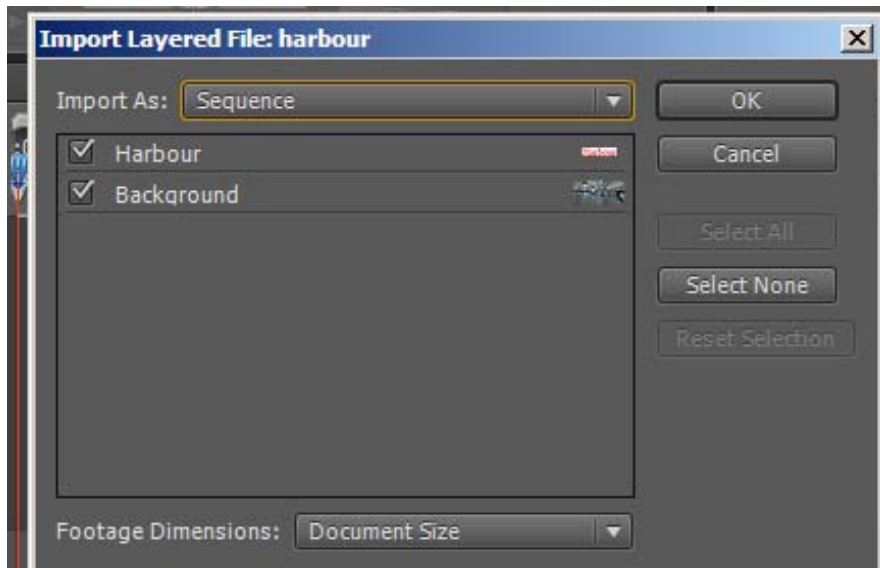 Import Layered File: harbour
Import As: Sequence
OK
Harbour
Cancel
Background
Select All
Select None
Reset Selection
Footage Dimensions: Document Size